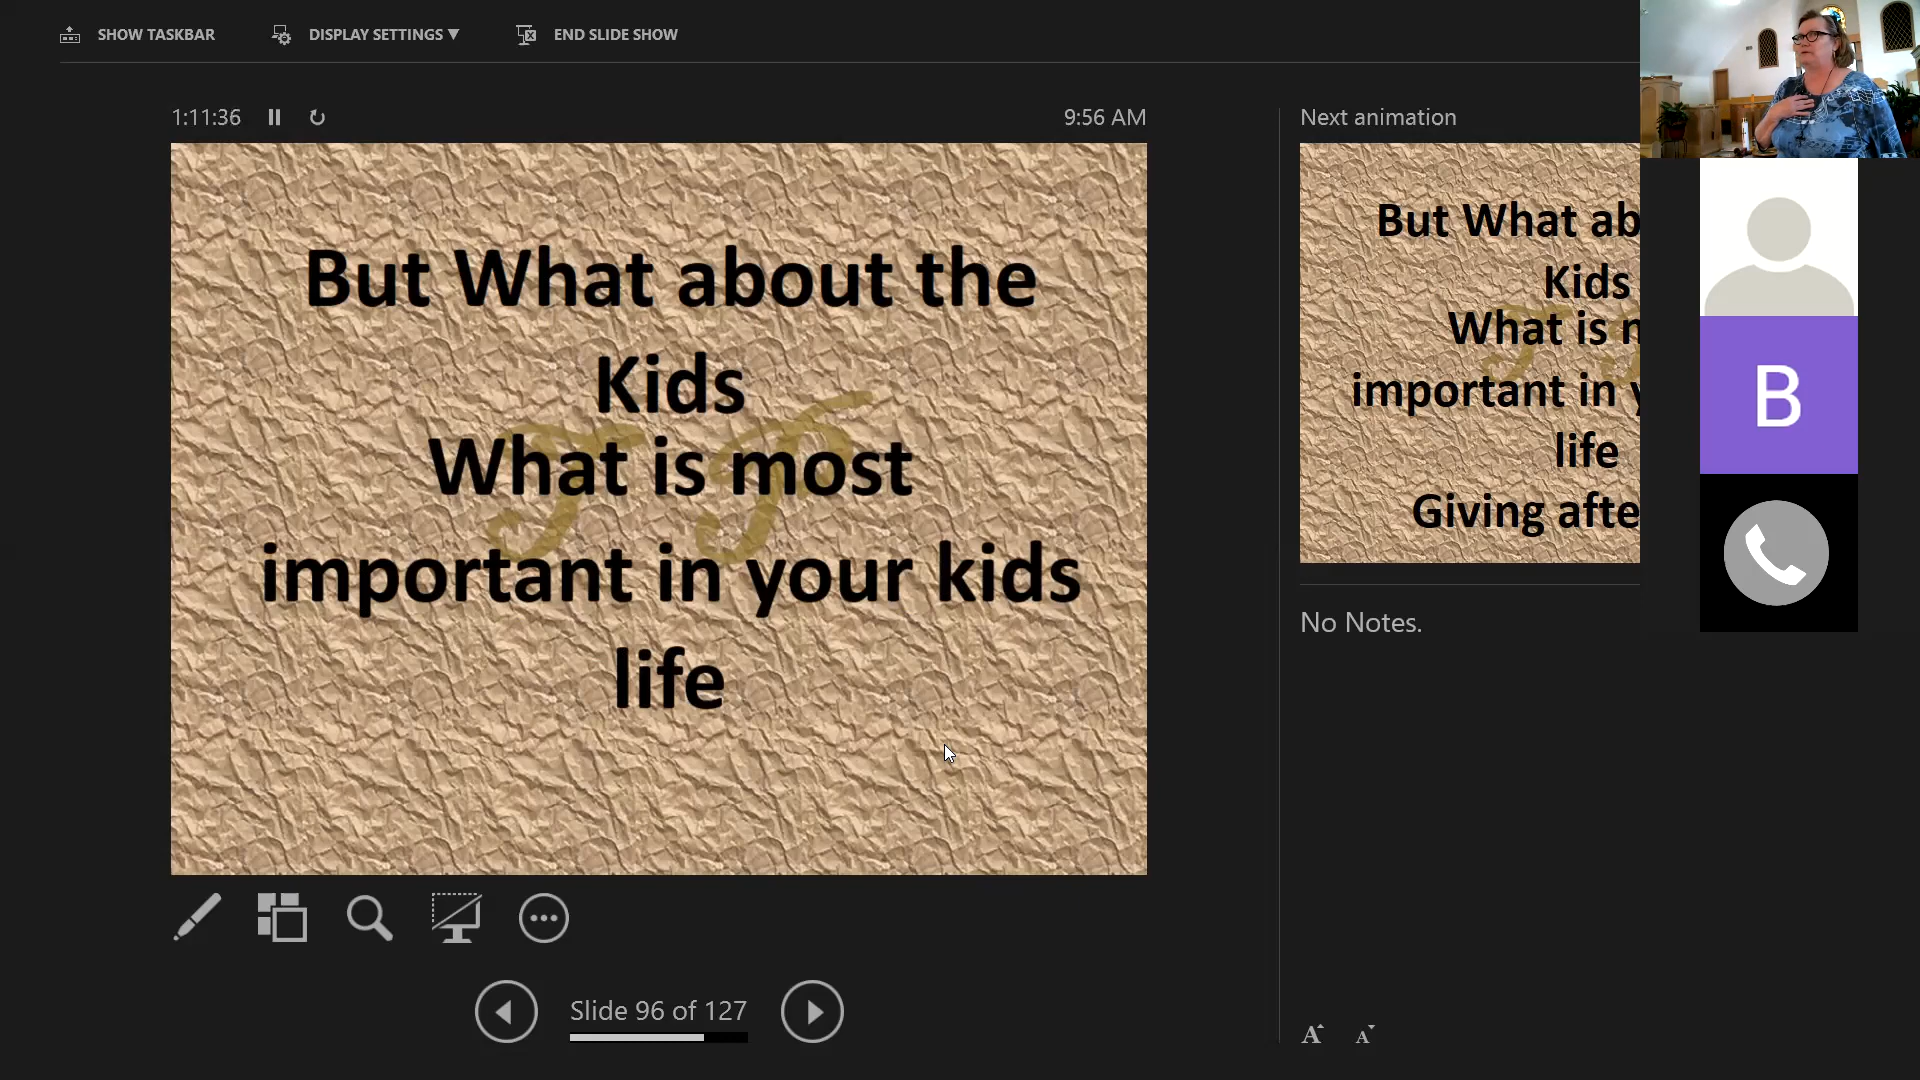 SHOW TASKBAR
DISPLAY SETTINGS ▼
END SLIDE SHOW
1:11:36
9:56 AM
But What about the
Kids
What is most
important in your kids
life
T P
Slide 96 of 127
Next animation
But What ab
Kids
What is m
important in y
life
Giving afte
No Notes.
A A
B